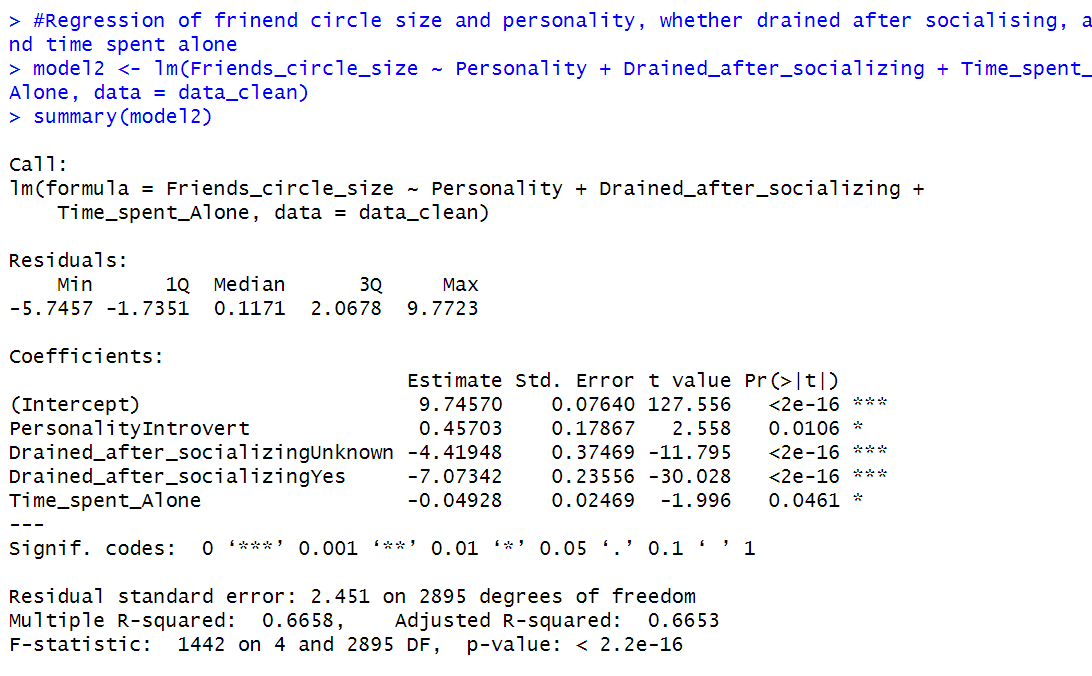 > #Regression of frinend circle size and personality, whether drained after socialising, a
nd time spent alone
> model2 <- lm(Friends_circle_size ~ Personality + Drained_after_socializing + Time_spent_
Alone, data = data_clean)
> summary(model2)
Call:
lm(formula = Friends_circle_size ~ Personality + Drained_after_socializing +
    Time_spent_Alone, data = data_clean)
Residuals:
    Min      1Q  Median      3Q     Max
-5.7457 -1.7351  0.1171  2.0678  9.7723
Coefficients:
                                 Estimate Std. Error t value Pr(>|t|)
(Intercept)                       9.74570    0.07640 127.556   <2e-16 ***
PersonalityIntrovert              0.45703    0.17867   2.558   0.0106 *
Drained_after_socializingUnknown -4.41948    0.37469 -11.795   <2e-16 ***
Drained_after_socializingYes     -7.07342    0.23556 -30.028   <2e-16 ***
Time_spent_Alone                 -0.04928    0.02469  -1.996   0.0461 *
---
Signif. codes:  0 ‘***’ 0.001 ‘**’ 0.01 ‘*’ 0.05 ‘.’ 0.1 ‘ ’ 1
Residual standard error: 2.451 on 2895 degrees of freedom
Multiple R-squared:  0.6658,    Adjusted R-squared:  0.6653
F-statistic:  1442 on 4 and 2895 DF,  p-value: < 2.2e-16